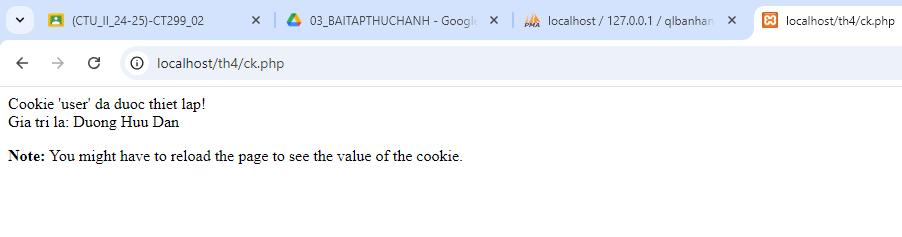 (CTU_II_24-25)-CT299_02
03_BAITAPTHUCHANH - Google
localhost / 127.0.0.1 / qlbanhan
localhost/th4/ck.php
localhost/th4/ck.php
Cookie 'user' da duoc thiet lap!
Gia tri la: Duong Huu Dan
Note: You might have to reload the page to see the value of the cookie.